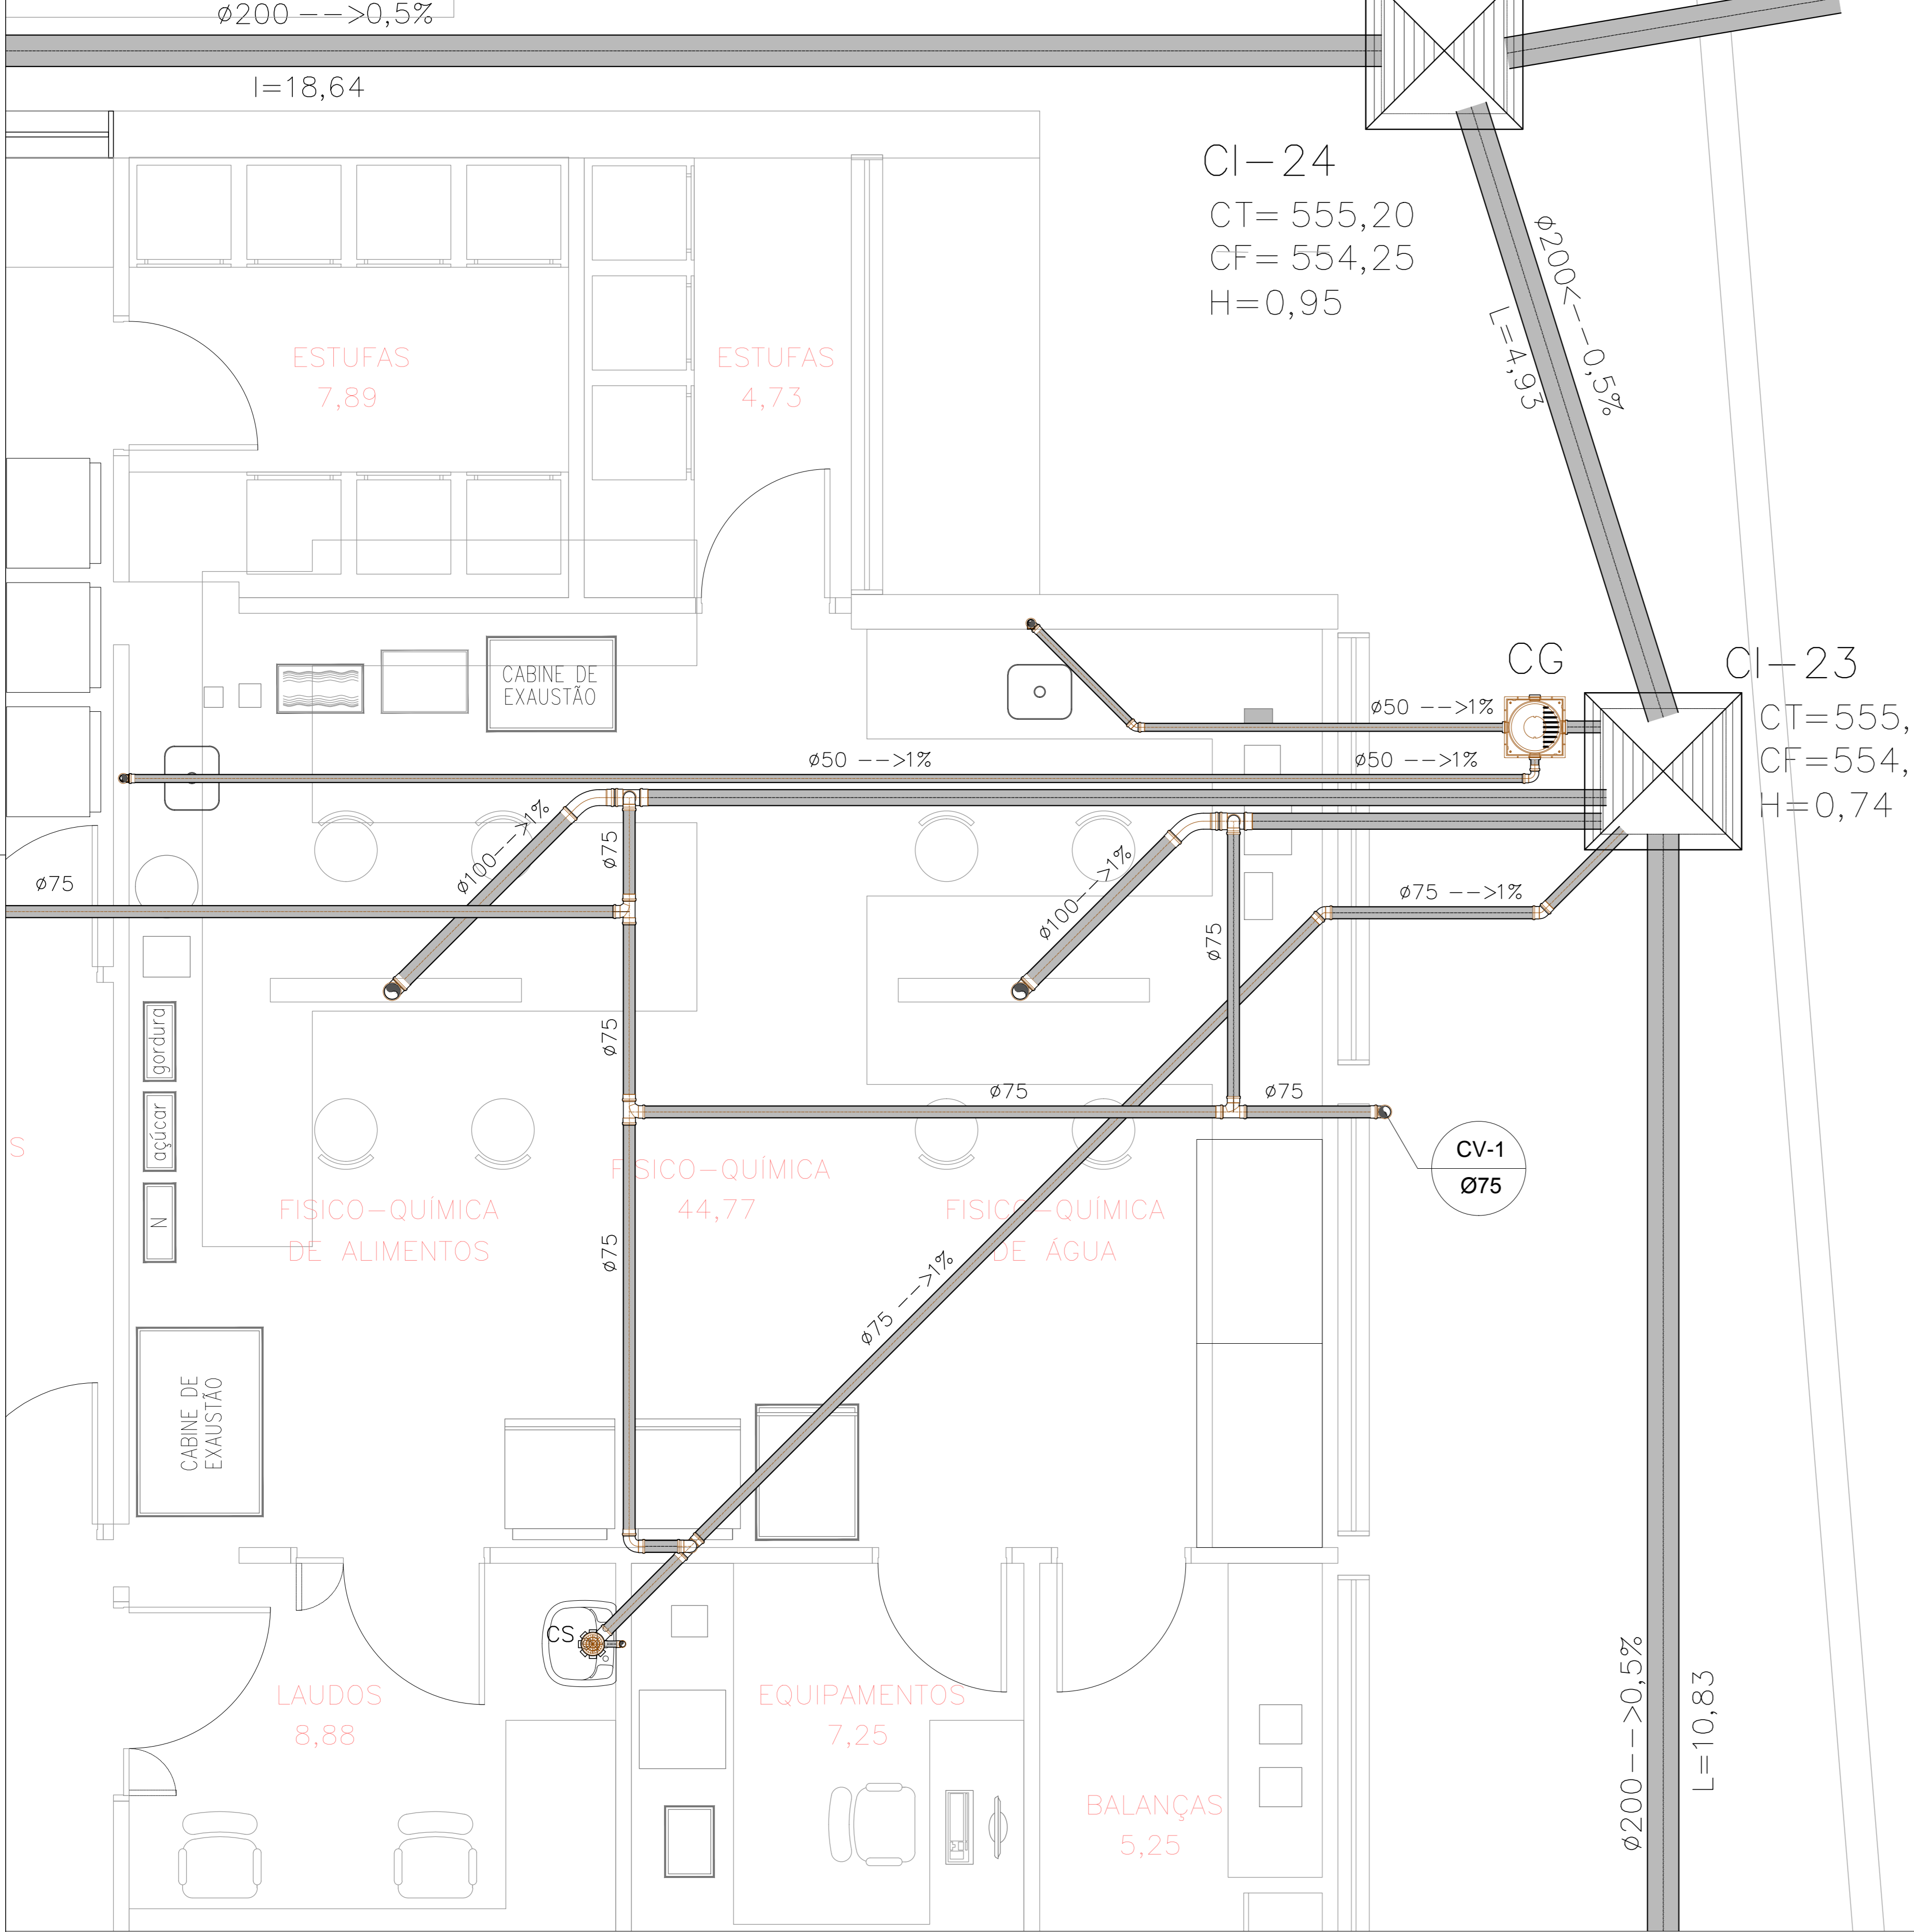 ø200 -->0,5%
l=18,64
CI-24
CT= 555,20
CF= 554,25
H=0,95
ø200<--0,5%
L=4,93
ESTUFAS
7,89
ESTUFAS
4,73
CABINE DE
EXAUSTÃO
CG
CI-23
CT=555,
CF=554,
H=0,74
ø50 -->1%
ø50 -->1%
ø50 -->1%
ø100-->1%
ø75
ø100-->1%
ø75
ø75 -->1%
ø75
gordura
ø75
açúcar
ø75
ø75
CV-1
Ø75
S
N
FISICO-QUÍMICA
44,77
FISICO-QUÍMICA
DE ALIMENTOS
FISICO-QUÍMICA
DE ÁGUA
ø75
ø75 -->1%
CABINE DE
EXAUSTÃO
CS
LAUDOS
8,88
EQUIPAMENTOS
7,25
BALANÇAS
5,25
ø200-->0,5%
L=10,83